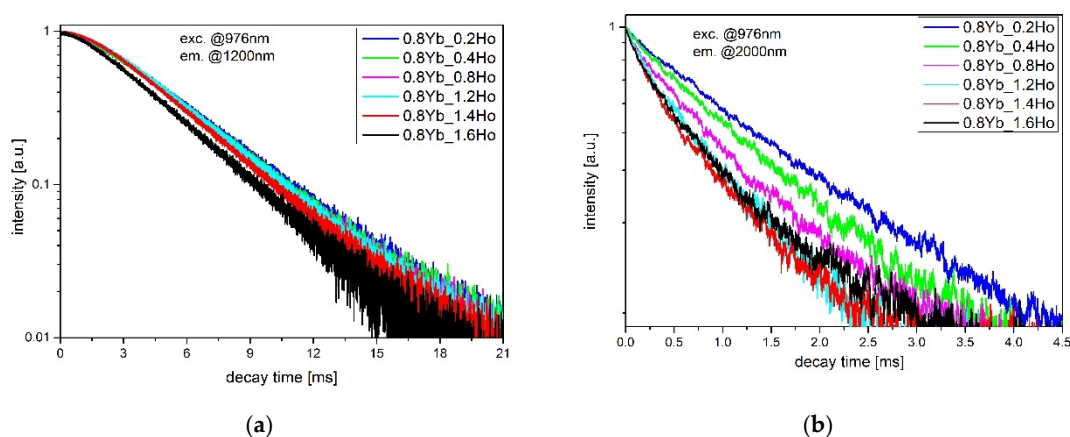 exc. @976nm
em. @1200nm
0.8Yb_0.2Ho
0.8Yb_0.4Ho
0.8Yb_0.8Ho
0.8Yb_1.2Ho
0.8Yb_1.4Ho
0.8Yb_1.6Ho
intensity [a.u.]
1
0.1
0.01
0 3 6 9 12 15 18 21
decay time [ms]
(a)
exc. @976nm
em. @2000nm
0.8Yb_0.2Ho
0.8Yb_0.4Ho
0.8Yb_0.8Ho
0.8Yb_1.2Ho
0.8Yb_1.4Ho
0.8Yb_1.6Ho
intensity [a.u.]
1
0.0 0.5 1.0 1.5 2.0 2.5 3.0 3.5 4.0 4.5
decay time [ms]
(b)